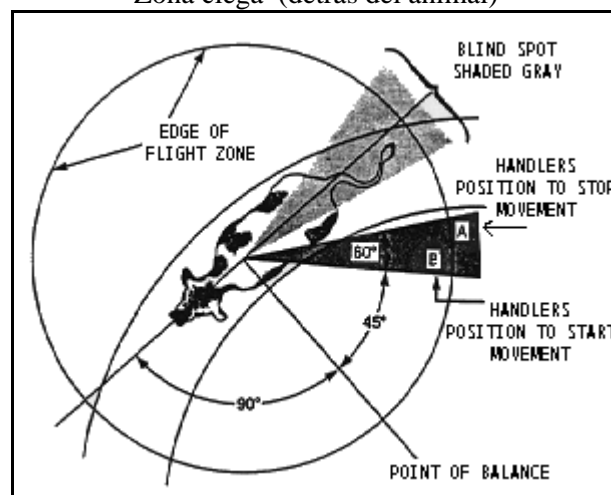 Zona ciega (detrás del animal)
BLIND SPOT
SHADED GRAY
EDGE OF
FLIGHT ZONE
HANDLERS
POSITION TO STOP
MOVEMENT
A
60°
B
45°
HANDLERS
POSITION TO START
MOVEMENT
90°
POINT OF BALANCE